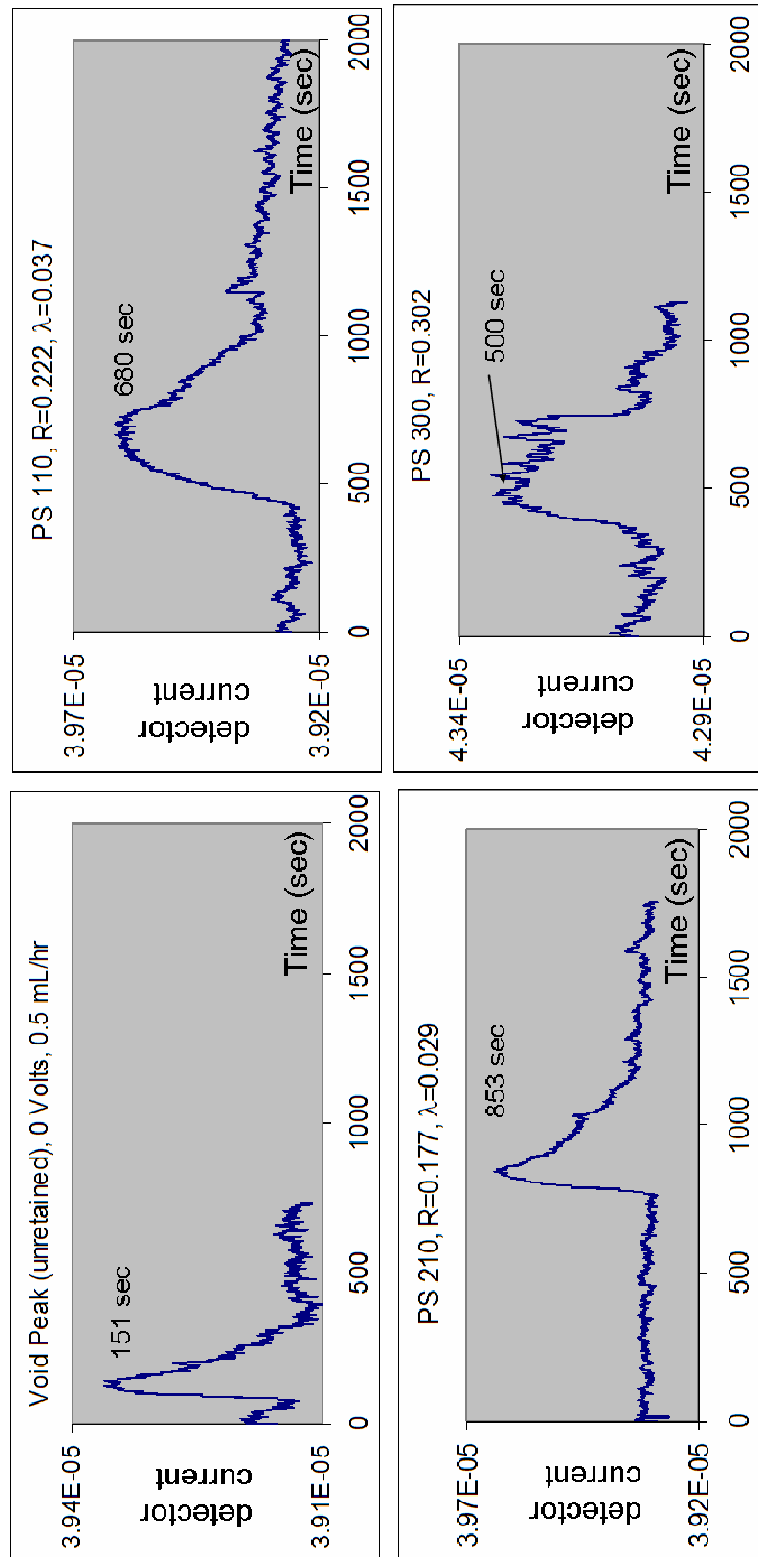 Void Peak (unretained), 0 Volts, 0.5 mL/hr
3.94E-05
3.91E-05
detector
current
151 sec
Time (sec)
0
500
1000
1500
2000
PS 110, R=0.222, λ=0.037
3.97E-05
3.92E-05
detector
current
680 sec
Time (sec)
0
500
1000
1500
2000
PS 210, R=0.177, λ=0.029
3.97E-05
3.92E-05
detector
current
853 sec
Time (sec)
0
500
1000
1500
2000
PS 300, R=0.302
4.34E-05
4.29E-05
detector
current
500 sec
Time (sec)
0
500
1000
1500
2000